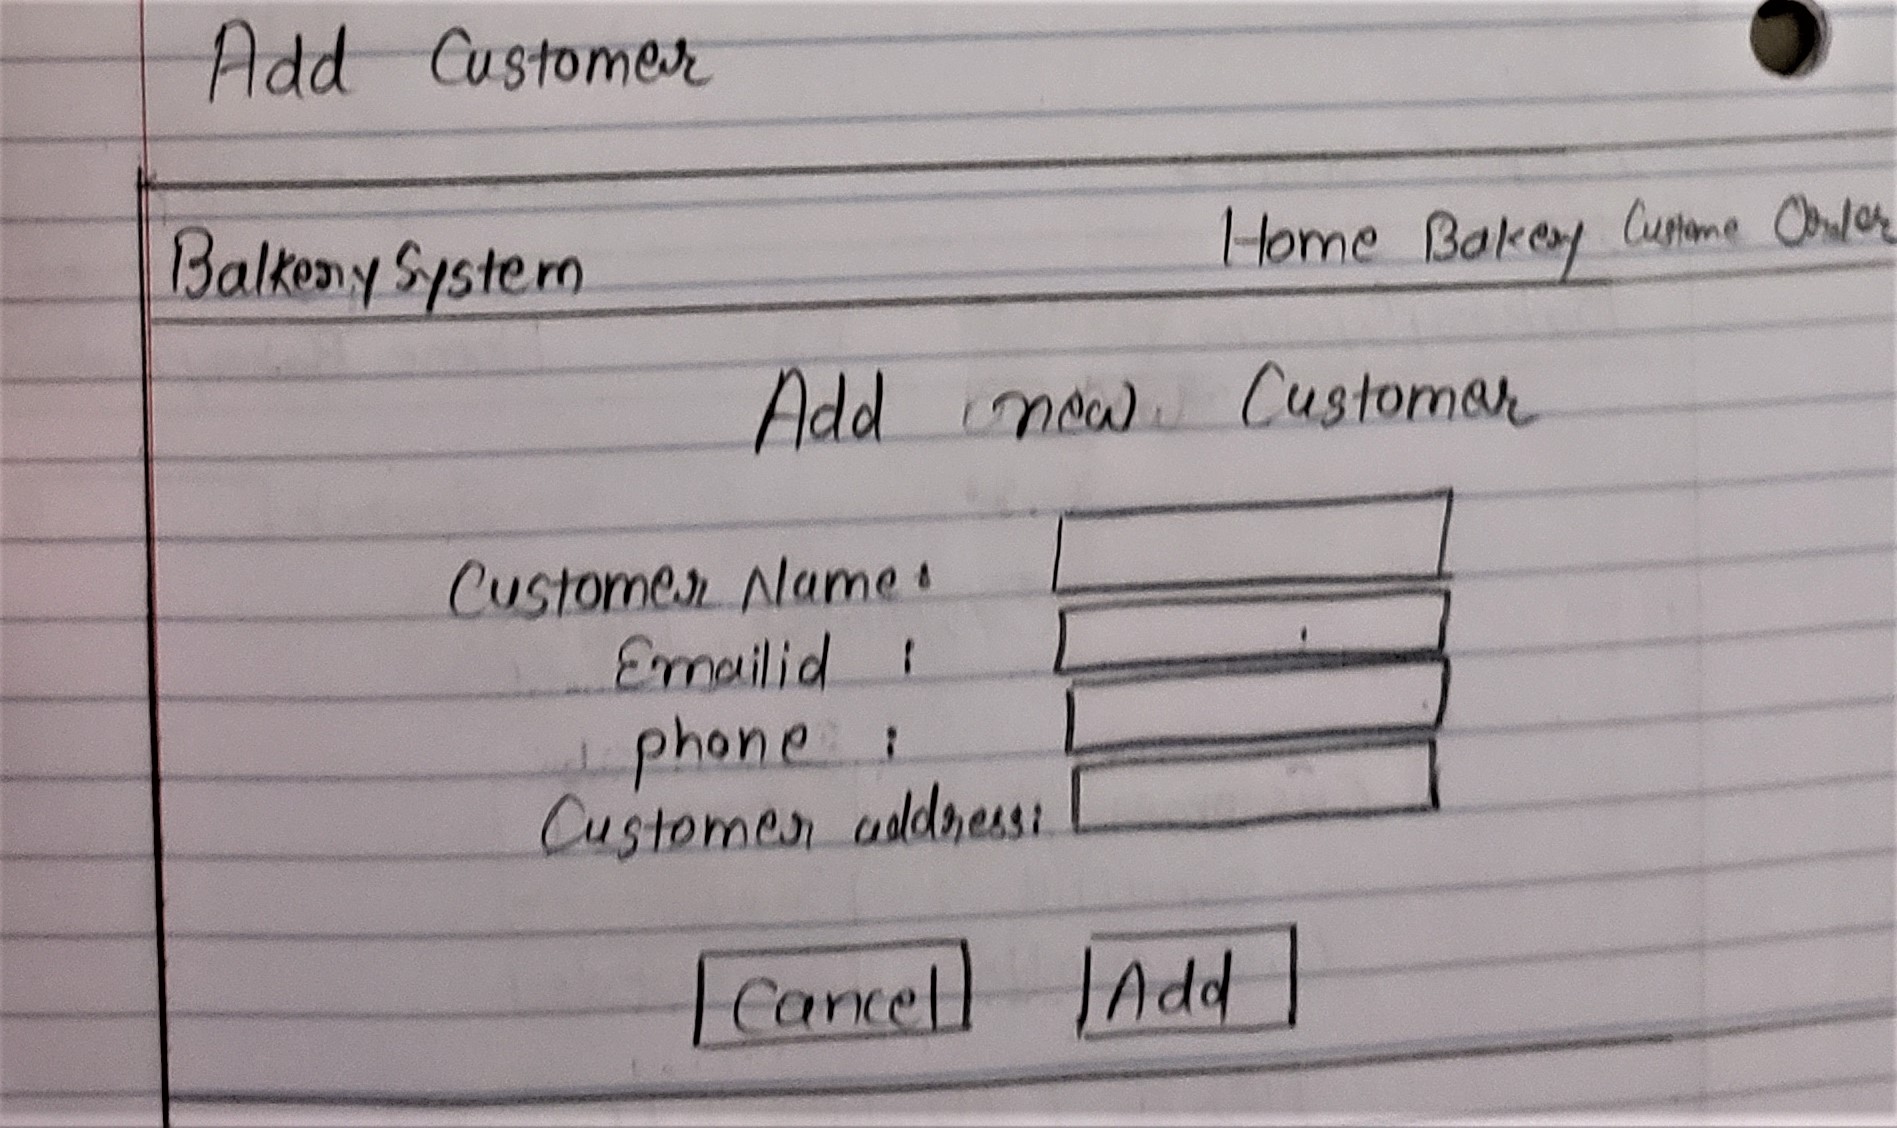 Add Customer
Balkery System Home Bakery Custome Order
Add new Customer
Customer Name:
Emailid :
phone :
Customer address:
Cancel Add